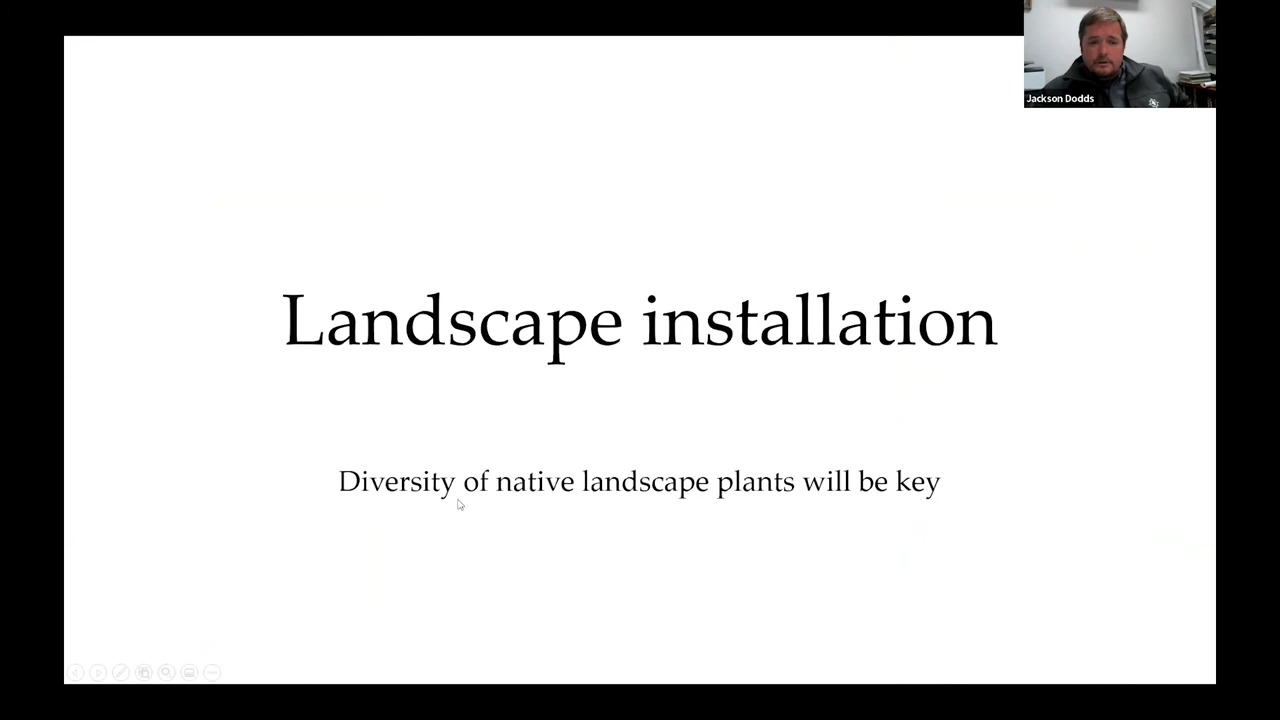 Jackson Dodds
Landscape installation
Diversity of native landscape plants will be key